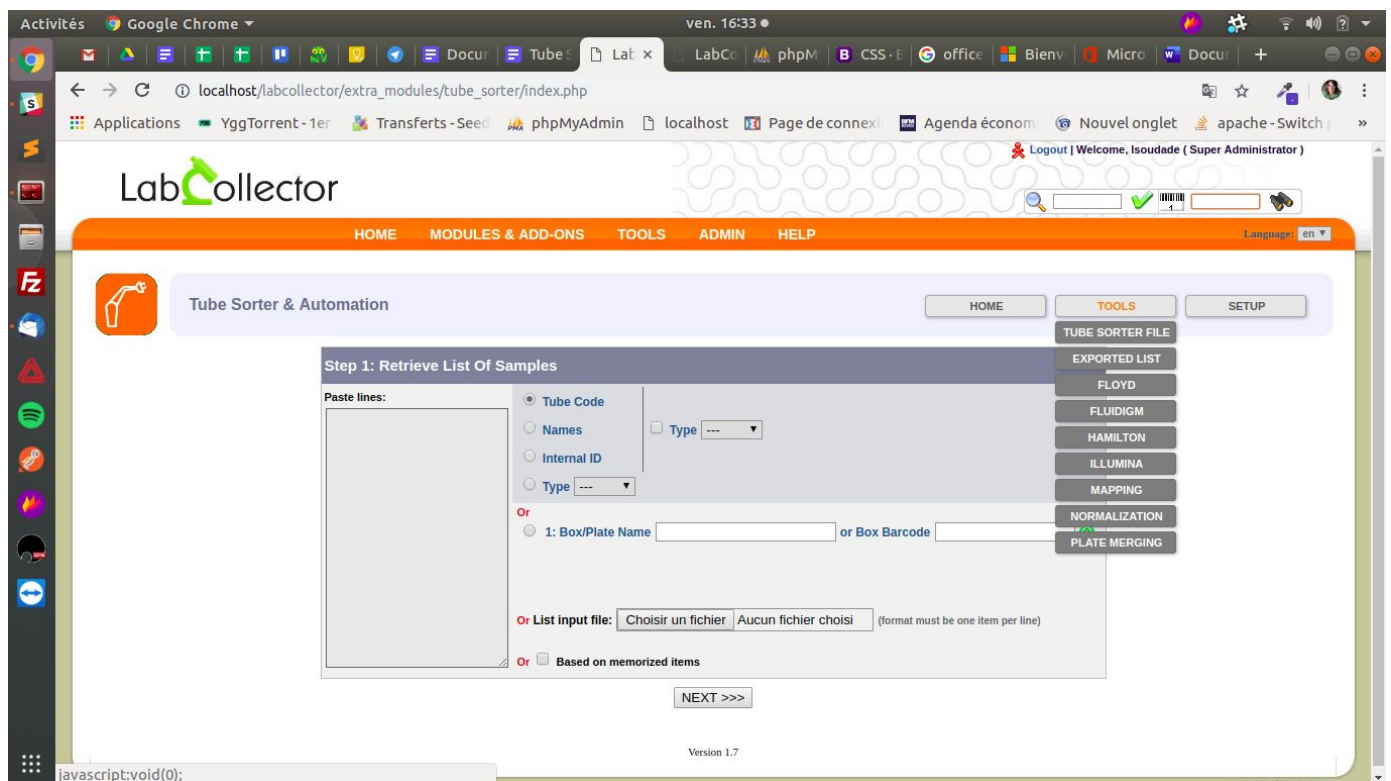 Activités Google Chrome ven. 16:33
Docun Tube S Lab LabCo phpM CSS - B office Bienv Micro Docur
localhost/labcollector/extra_modules/tube_sorter/index.php
Applications YggTorrent - 1er Transferts - Seed phpMyAdmin localhost Page de connexi Agenda économ Nouvel onglet apache - Switch p »
Logout | Welcome, Isoudade ( Super Administrator )
LabCollector
HOME MODULES & ADD-ONS TOOLS ADMIN HELP Language: en
Tube Sorter & Automation HOME TOOLS SETUP
TUBE SORTER FILE
EXPORTED LIST
FLOYD
FLUIDIGM
HAMILTON
ILLUMINA
MAPPING
NORMALIZATION
PLATE MERGING
Step 1: Retrieve List Of Samples
Paste lines:
Tube Code
Names
Type ---
Internal ID
Type ---
Or
1: Box/Plate Name or Box Barcode
Or List input file: Choisir un fichier Aucun fichier choisi (format must be one item per line)
Or Based on memorized items
NEXT >>>
Version 1.7
javascript:void(0);